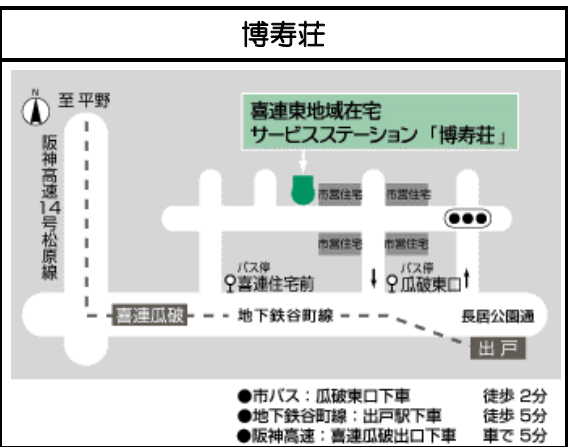 博寿荘
N
至 平野
喜連東地域在宅
サービスステーション「博寿荘」
阪神高速14号松原線
市営住宅
市営住宅
市営住宅
市営住宅
バス停
喜連住宅前
バス停
瓜破東口
喜連瓜破
地下鉄谷町線
長居公園通
出戸
●市バス：瓜破東口下車 徒歩 2分
●地下鉄谷町線：出戸駅下車 徒歩 5分
●阪神高速：喜連瓜破出口下車 車で 5分